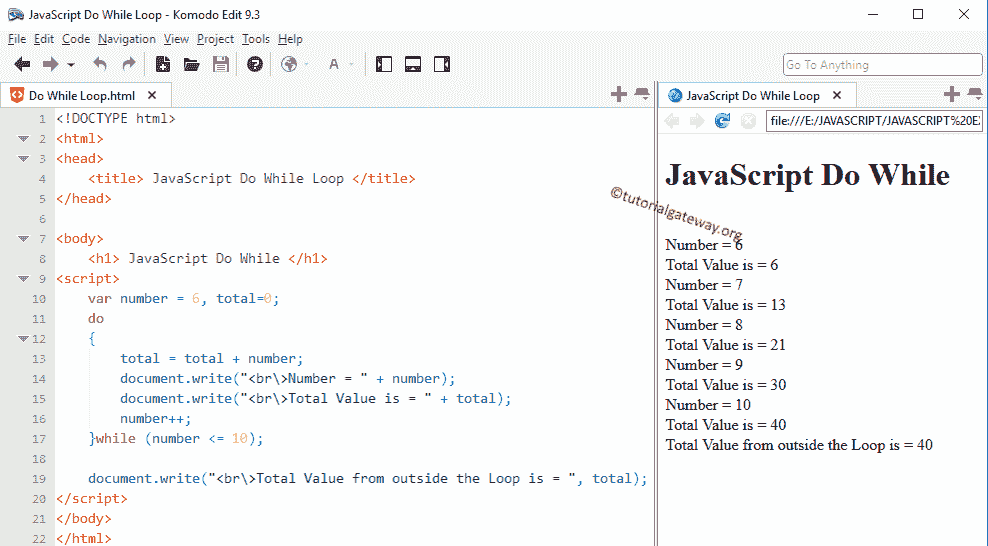 JavaScript Do While Loop - Komodo Edit 9.3
File Edit Code Navigation View Project Tools Help
A
Go To Anything
Do While Loop.html
1 <!DOCTYPE html>
2 <html>
3 <head>
4 <title> JavaScript Do While Loop </title>
5 </head>
6
7 <body>
8 <h1> JavaScript Do While </h1>
9 <script>
10 var number = 6, total=0;
11 do
12 {
13 total = total + number;
14 document.write("<br\>Number = " + number);
15 document.write("<br\>Total Value is = " + total);
16 number++;
17 }while (number <= 10);
18
19 document.write("<br\>Total Value from outside the Loop is = ", total);
20 </script>
21 </body>
22 </html>
JavaScript Do While Loop
file:///E:/JAVASCRIPT/JAVASCRIPT%20E
JavaScript Do While
©tutorialgateway.org
Number = 6
Total Value is = 6
Number = 7
Total Value is = 13
Number = 8
Total Value is = 21
Number = 9
Total Value is = 30
Number = 10
Total Value is = 40
Total Value from outside the Loop is = 40